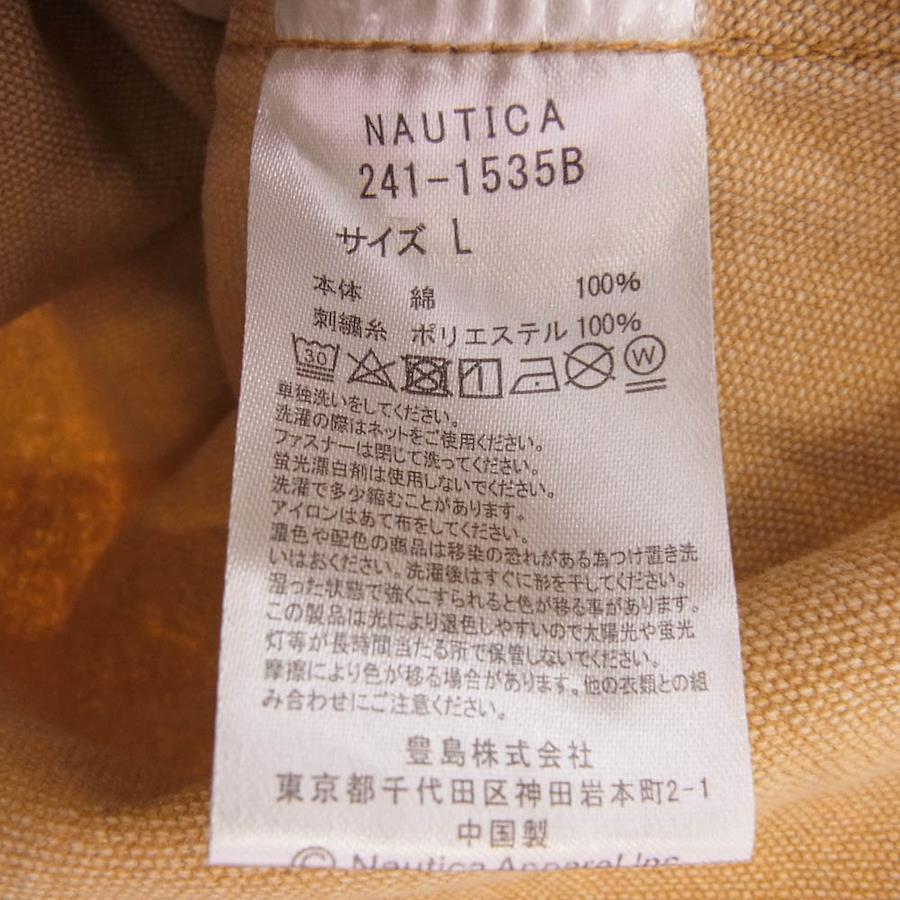 NAUTICA
241-1535B
サイズ L
本体 綿 100%
刺繍糸 ポリエステル 100%
30 W
単独洗いをしてください。
洗濯の際はネットをご使用ください。
ファスナーは閉じて洗ってください。
蛍光漂白剤は使用しないでください。
洗濯で多少縮むことがあります。
アイロンはあて布をしてください。
濃色や配色の商品は移染の恐れがある為つけ置き洗
いはおください。洗濯後はすぐに形を干してください。
湿った状態で強くこすられると色が移る事があります。
この製品は光により退色しやすいので太陽光や蛍光
灯等が長時間当たる所で保管しないでください。
摩擦により色が移る場合があります。他の衣類との組
み合わせにご注意ください。
豊島株式会社
東京都千代田区神田岩本町2-1
中国製
© Nautica Apparel Inc